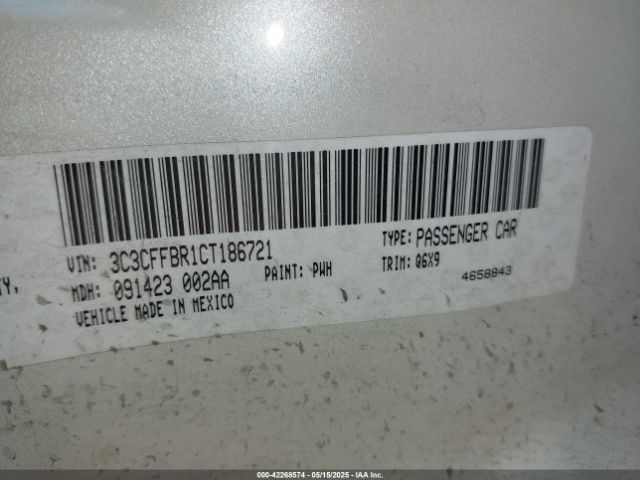 VIN: 3C3CFFBR1CT186721
TYPE: PASSENGER CAR
TY,
MDH: 091423 002AA
PAINT: PWH
TRIM: Q6X9
VEHICLE MADE IN MEXICO
4658843
000-42268574 | 05/15/2025 | IAA Inc.